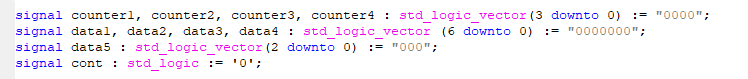 signal counter1, counter2, counter3, counter4 : std_logic_vector(3 downto 0) := "0000";
signal data1, data2, data3, data4 : std_logic_vector (6 downto 0) := "0000000";
signal data5 : std_logic_vector(2 downto 0) := "000";
signal cont : std_logic := '0';